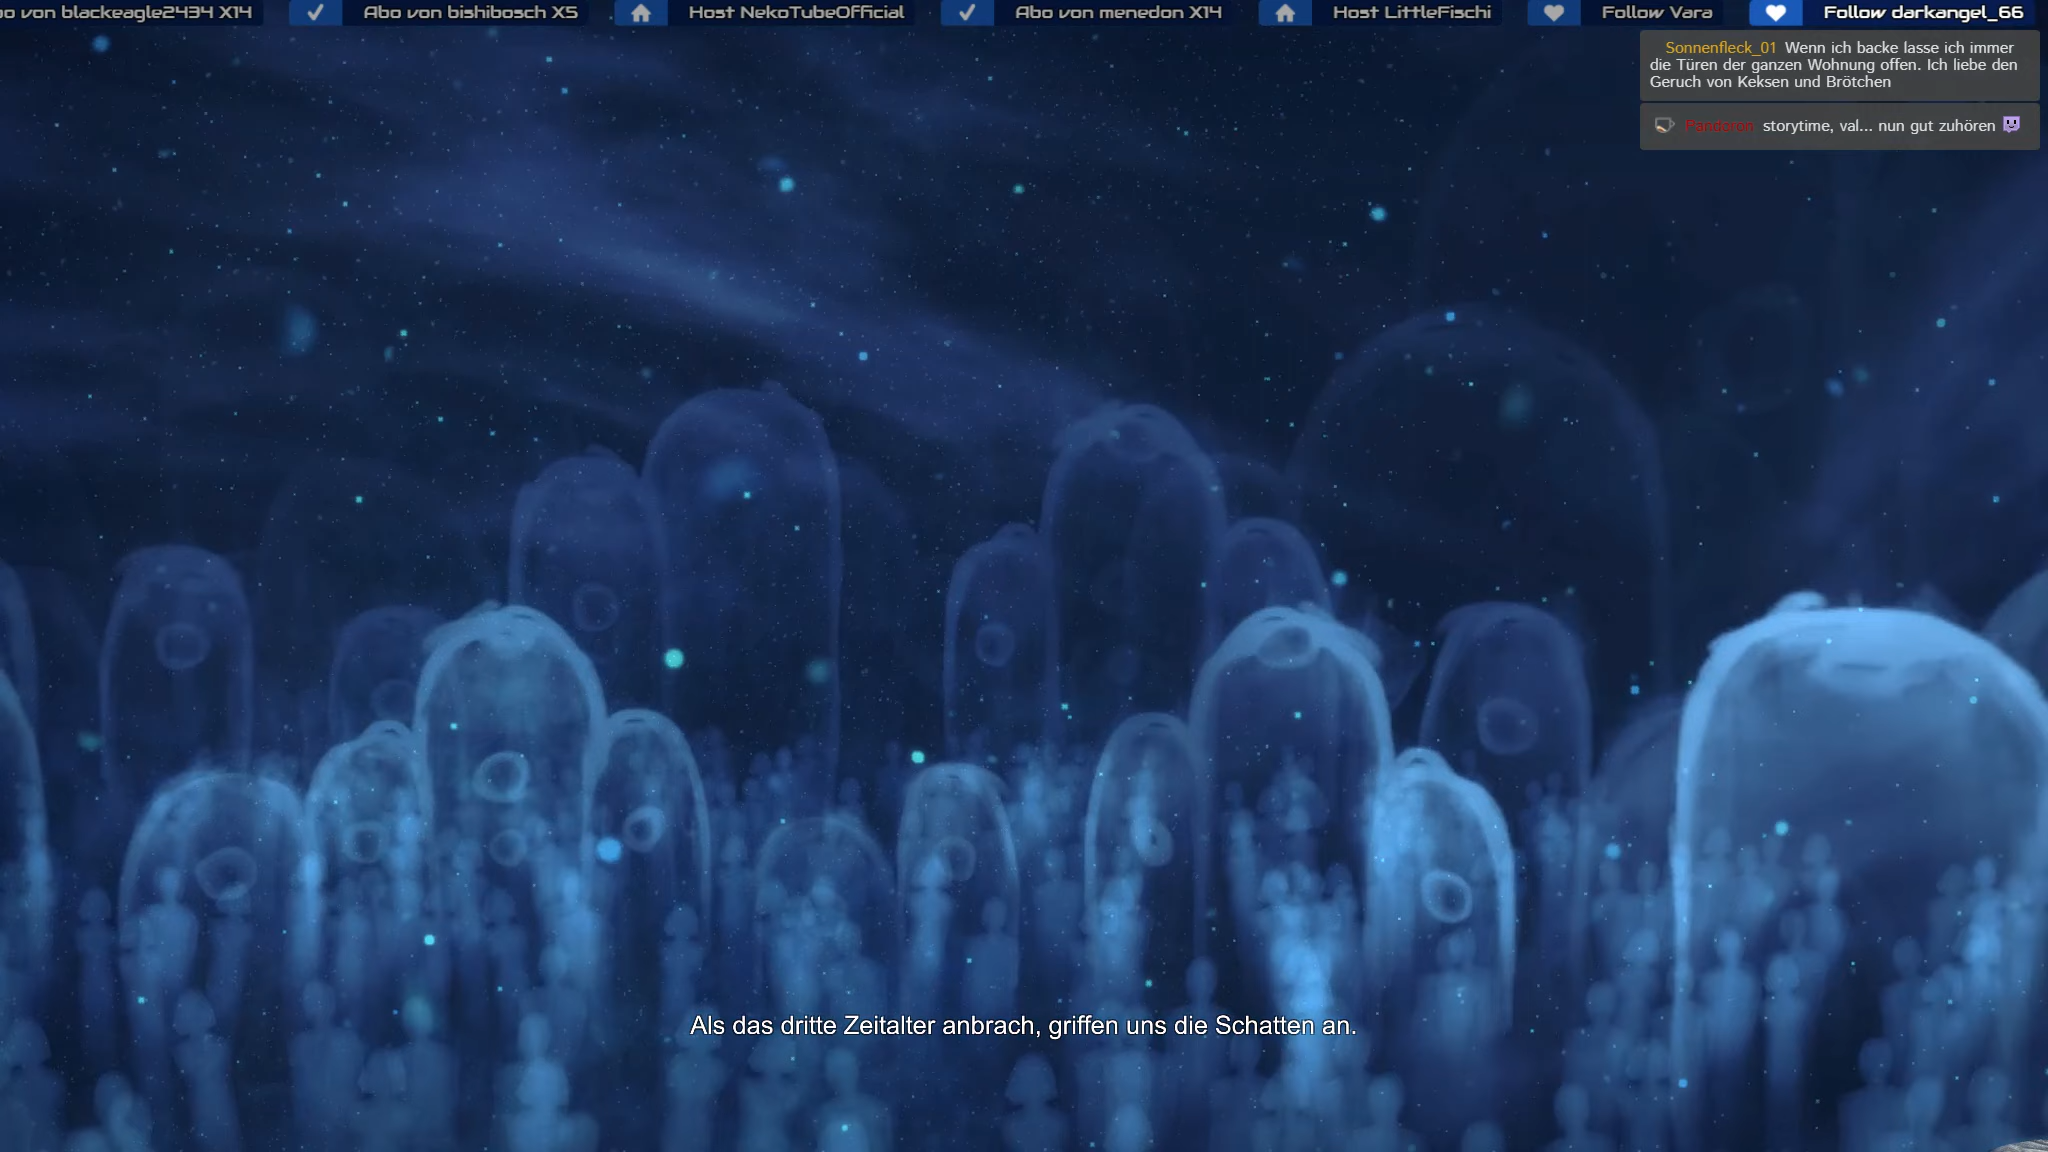 bo von blackeagle2434 X14 Abo von bishibosch X5 Host NekoTubeOfficial Abo von menedon X14 Host LittleFischi Follow Vara Follow darkangel_66
Sonnenfleck_01 Wenn ich backe lasse ich immer
die Türen der ganzen Wohnung offen. Ich liebe den
Geruch von Keksen und Brötchen
Pandaron storytime, val... nun gut zuhören
Als das dritte Zeitalter anbrach, griffen uns die Schatten an.